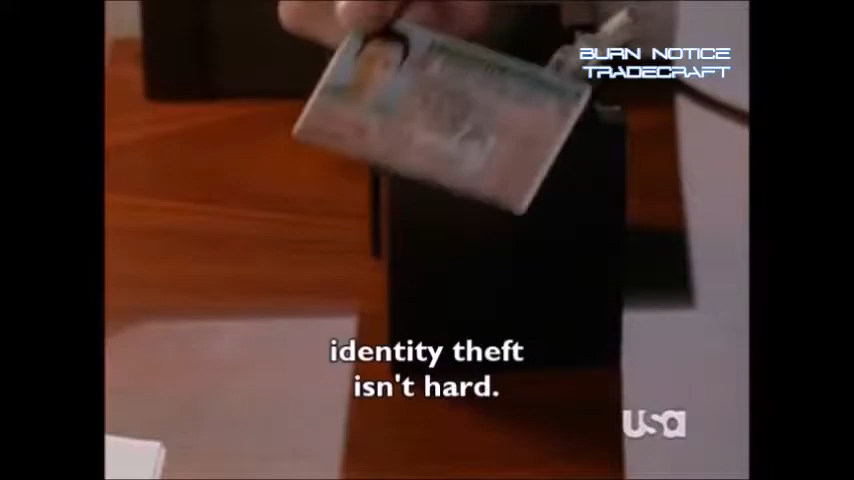 BURN NOTICE
TRADECRAFT
identity theft
isn't hard.
usa